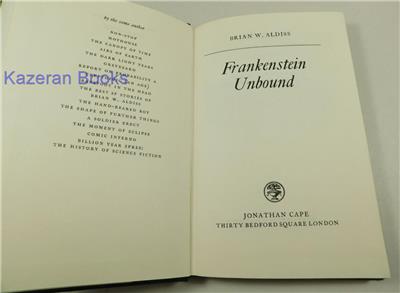 by the same author
NON-STOP
HOTHOUSE
THE CANOPY OF TIME
AIRS OF EARTH
THE DARK LIGHT YEARS
GREYBEARD
REPORT ON PROBABILITY A
Kazeran Books
IN THE HEAD
THE BEST SF STORIES OF
BRIAN W. ALDISS
THE HAND-REARED BOY
THE SHAPE OF FURTHER THINGS
A SOLDIER ERECT
THE MOMENT OF ECLIPSE
COMIC INFERNO
BILLION YEAR SPREE:
THE HISTORY OF SCIENCE FICTION
BRIAN W. ALDISS
Frankenstein
Unbound
JONATHAN CAPE
THIRTY BEDFORD SQUARE LONDON